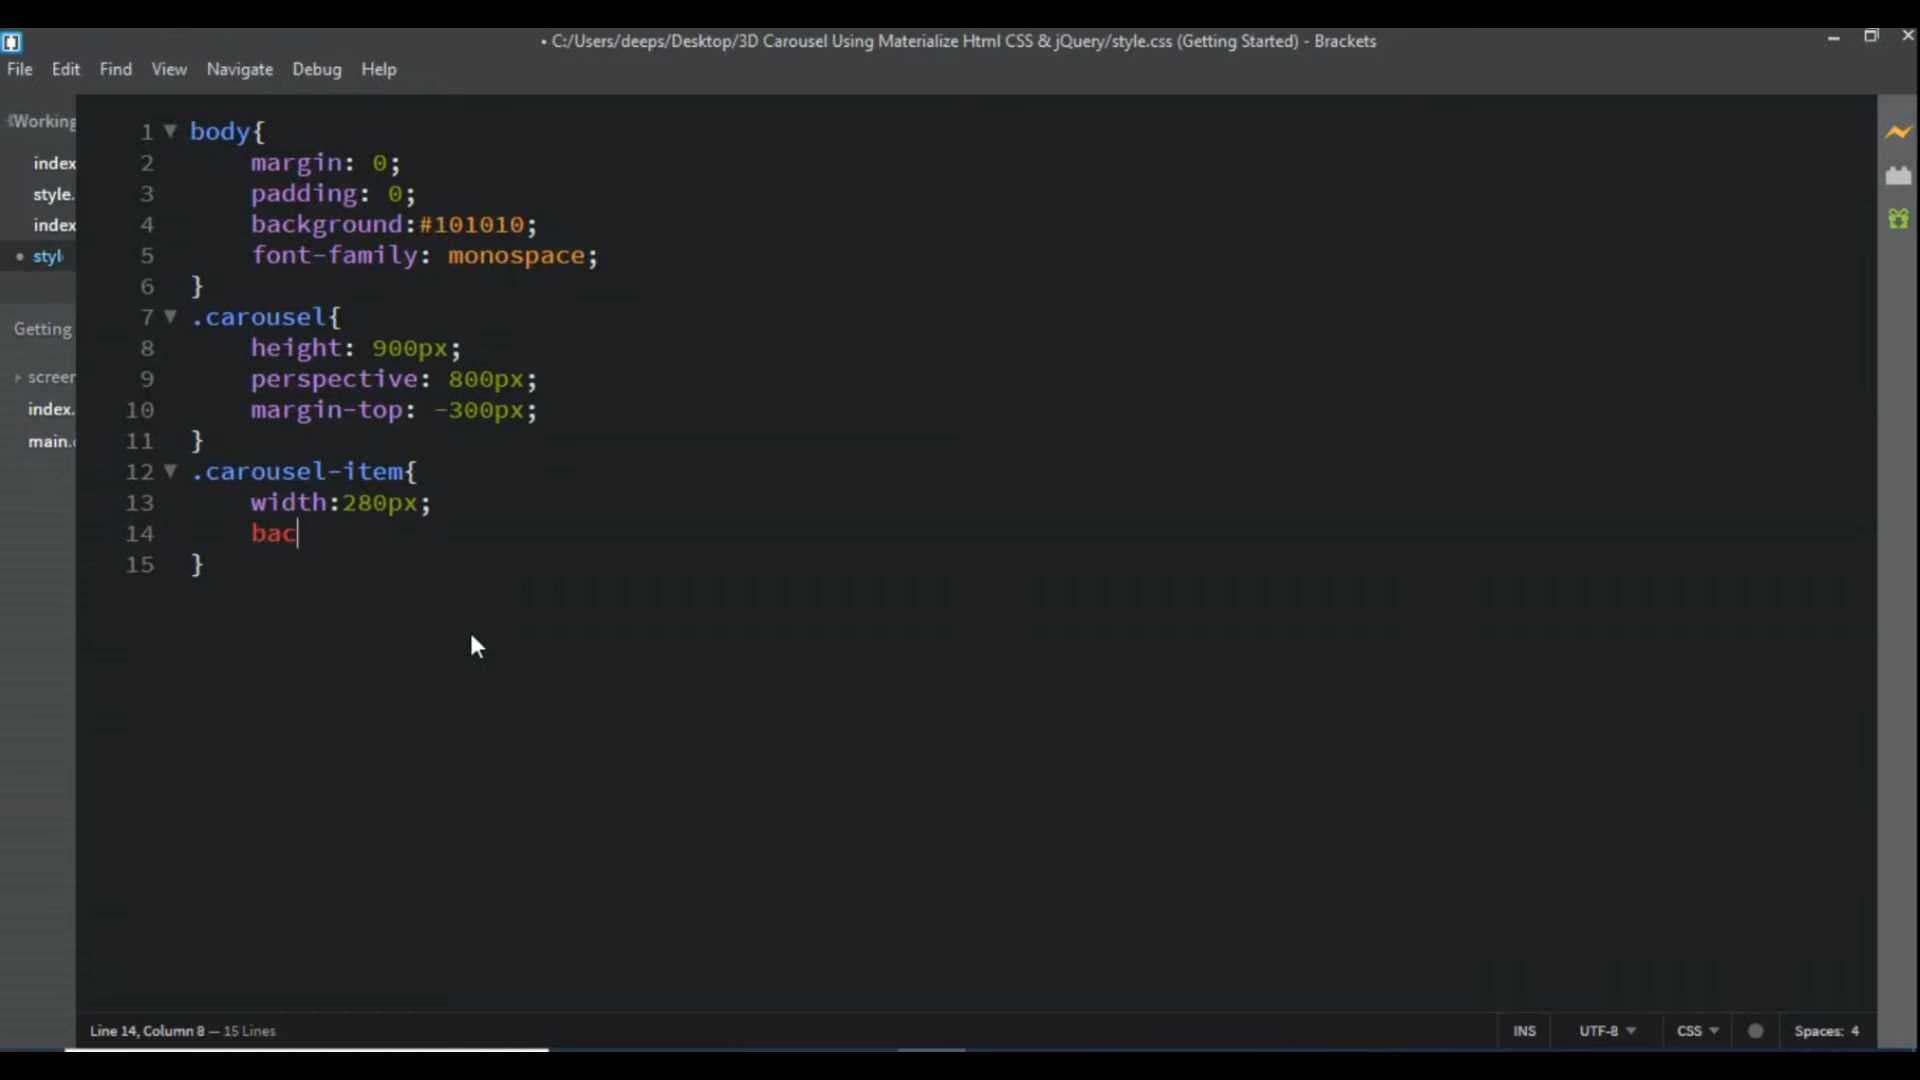 • C:/Users/deeps/Desktop/3D Carousel Using Materialize Html CSS & jQuery/style.css (Getting Started) - Brackets
File Edit Find View Navigate Debug Help
Working
index
style.
index
• styl
Getting
screen
index.
main.c
1 body{
2 margin: 0;
3 padding: 0;
4 background:#101010;
5 font-family: monospace;
6 }
7 .carousel{
8 height: 900px;
9 perspective: 800px;
10 margin-top: -300px;
11 }
12 .carousel-item{
13 width:280px;
14 bac
15 }
Line 14, Column 8 — 15 Lines
INS UTF-8 CSS Spaces: 4